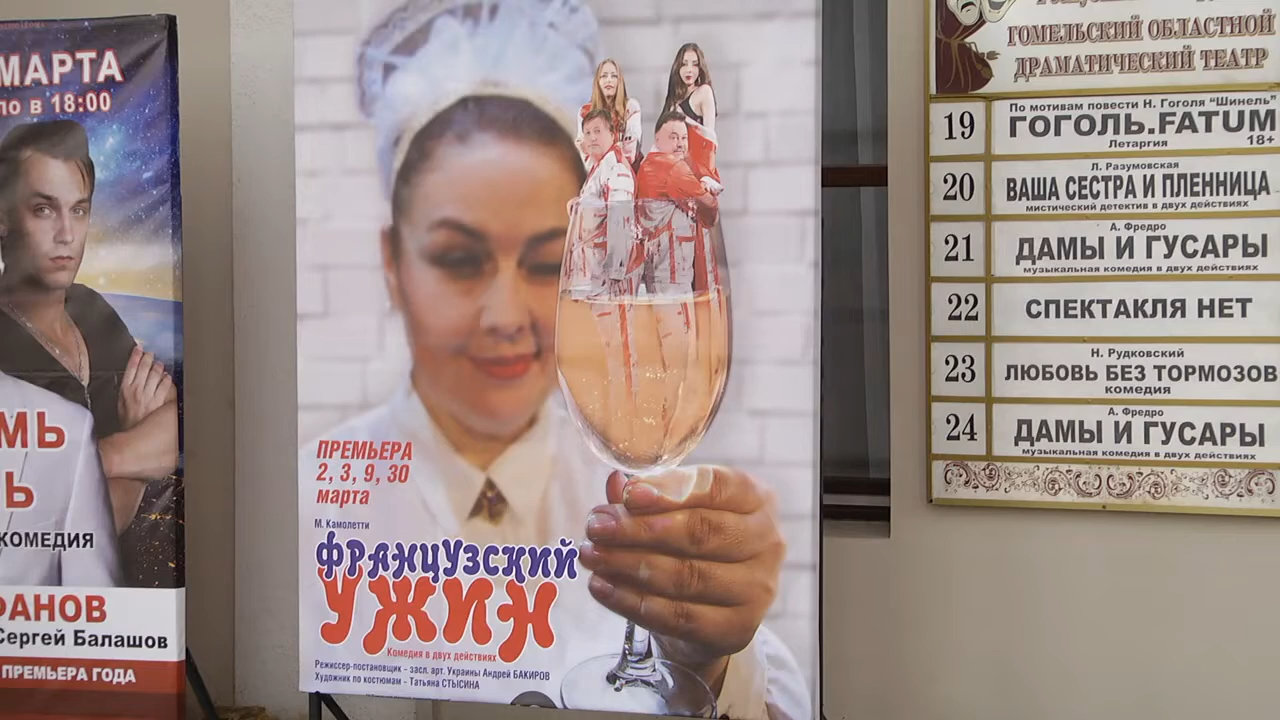 МАРТА
по в 18:00
МЬ
Ь
КОМЕДИЯ
ФАНОВ
Сергей Балашов
ПРЕМЬЕРА ГОДА
ПРЕМЬЕРА
2, 3, 9, 30
марта
М. Камолетти
ФРАНЦУЗСКИЙ
УЖИН
Комедия в двух действиях
Режиссер-постановщик – засл. арт. Украины Андрей БАКИРОВ
Художник по костюмам - Татьяна СТЫСИНА
ГОМЕЛЬСКИЙ ОБЛАСТНОЙ
ДРАМАТИЧЕСКИЙ ТЕАТР
19
По мотивам повести Н. Гоголя "Шинель"
ГОГОЛЬ.FATUM
Летаргия 18+
20
Л. Разумовская
ВАША СЕСТРА И ПЛЕННИЦА
мистический детектив в двух действиях
21
А. Фредро
ДАМЫ И ГУСАРЫ
музыкальная комедия в двух действиях
22
СПЕКТАКЛЯ НЕТ
23
Н. Рудковский
ЛЮБОВЬ БЕЗ ТОРМОЗОВ
комедия
24
А. Фредро
ДАМЫ И ГУСАРЫ
музыкальная комедия в двух действиях